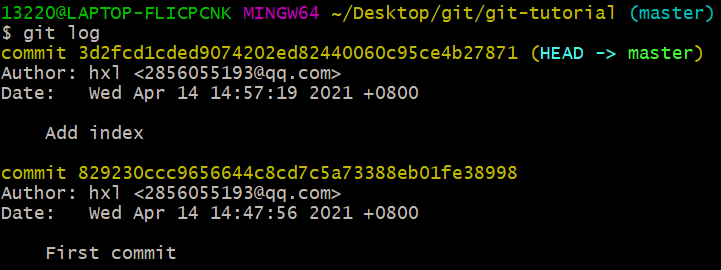 13220@LAPTOP-FLICPCNK MINGW64 ~/Desktop/git/git-tutorial (master)
$ git log
commit 3d2fcd1cded9074202ed82440060c95ce4b27871 (HEAD -> master)
Author: hxl <2856055193@qq.com>
Date:   Wed Apr 14 14:57:19 2021 +0800
    Add index
commit 829230ccc9656644c8cd7c5a73388eb01fe38998
Author: hxl <2856055193@qq.com>
Date:   Wed Apr 14 14:47:56 2021 +0800
    First commit